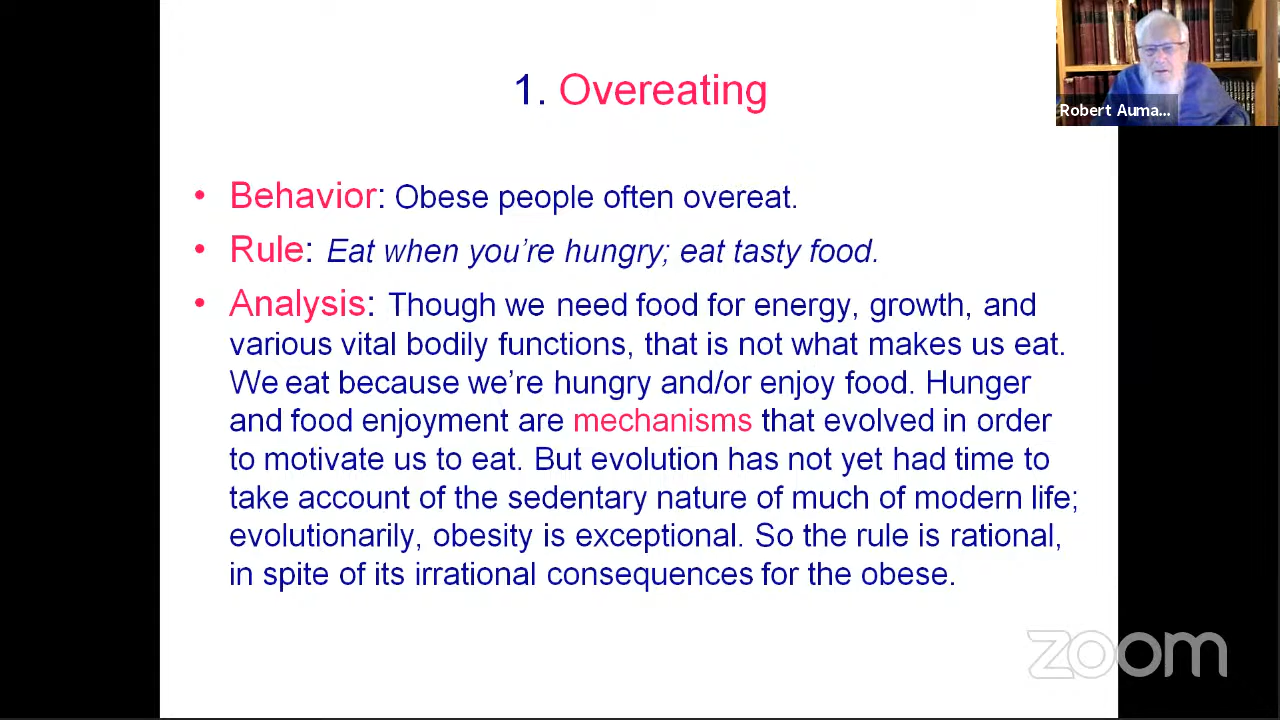 1. Overeating
Robert Auma...
• Behavior: Obese people often overeat.
• Rule: Eat when you’re hungry; eat tasty food.
• Analysis: Though we need food for energy, growth, and
various vital bodily functions, that is not what makes us eat.
We eat because we’re hungry and/or enjoy food. Hunger
and food enjoyment are mechanisms that evolved in order
to motivate us to eat. But evolution has not yet had time to
take account of the sedentary nature of much of modern life;
evolutionarily, obesity is exceptional. So the rule is rational,
in spite of its irrational consequences for the obese.
zoom